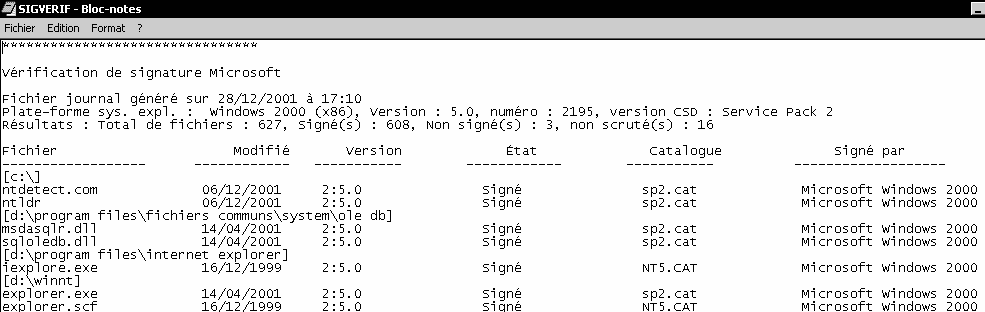 SIGVERIF - Bloc-notes
Fichier Edition Format ?
********************************
Vérification de signature Microsoft
Fichier journal généré sur 28/12/2001 à 17:10
Plate-forme sys. expl. : Windows 2000 (x86), Version : 5.0, numéro : 2195, version CSD : Service Pack 2
Résultats : Total de fichiers : 627, Signé(s) : 608, Non signé(s) : 3, non scruté(s) : 16
Fichier Modifié Version État Catalogue Signé par
------------------ ------------ ----------- ------------ ----------- -------------------
[c:\]
ntdetect.com 06/12/2001 2:5.0 Signé sp2.cat Microsoft Windows 2000
ntldr 06/12/2001 2:5.0 Signé sp2.cat Microsoft Windows 2000
[d:\program files\fichiers communs\system\ole db]
msdasqlr.dll 14/04/2001 2:5.0 Signé sp2.cat Microsoft Windows 2000
sqloledb.dll 14/04/2001 2:5.0 Signé sp2.cat Microsoft Windows 2000
[d:\program files\internet explorer]
iexplore.exe 16/12/1999 2:5.0 Signé NT5.CAT Microsoft Windows 2000
[d:\winnt]
explorer.exe 14/04/2001 2:5.0 Signé sp2.cat Microsoft Windows 2000
explorer.scf 16/12/1999 2:5.0 Signé NT5.CAT Microsoft Windows 2000